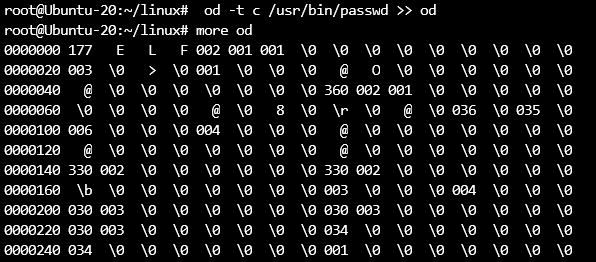 root@Ubuntu-20:~/linux#  od -t c /usr/bin/passwd >> od
root@Ubuntu-20:~/linux# more od
0000000 177   E   L   F 002 001 001  \0  \0  \0  \0  \0  \0  \0  \0  \0
0000020 003  \0   >  \0 001  \0  \0  \0   @   O  \0  \0  \0  \0  \0  \0
0000040   @  \0  \0  \0  \0  \0  \0  \0 360 002 001  \0  \0  \0  \0  \0
0000060  \0  \0  \0  \0   @  \0   8  \0  \r  \0   @  \0 036  \0 035  \0
0000100 006  \0  \0  \0 004  \0  \0  \0   @  \0  \0  \0  \0  \0  \0  \0
0000120   @  \0  \0  \0  \0  \0  \0  \0   @  \0  \0  \0  \0  \0  \0  \0
0000140 330 002  \0  \0  \0  \0  \0  \0 330 002  \0  \0  \0  \0  \0  \0
0000160  \b  \0  \0  \0  \0  \0  \0  \0 003  \0  \0  \0 004  \0  \0  \0
0000200 030 003  \0  \0  \0  \0  \0  \0 030 003  \0  \0  \0  \0  \0  \0
0000220 030 003  \0  \0  \0  \0  \0  \0 034  \0  \0  \0  \0  \0  \0  \0
0000240 034  \0  \0  \0  \0  \0  \0  \0 001  \0  \0  \0  \0  \0  \0  \0